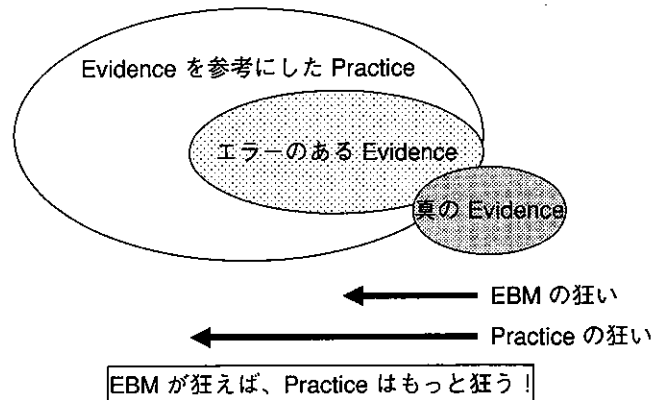 Evidence を参考にした Practice
エラーのある Evidence
真の Evidence
EBM の狂い
Practice の狂い
EBM が狂えば、Practice はもっと狂う！